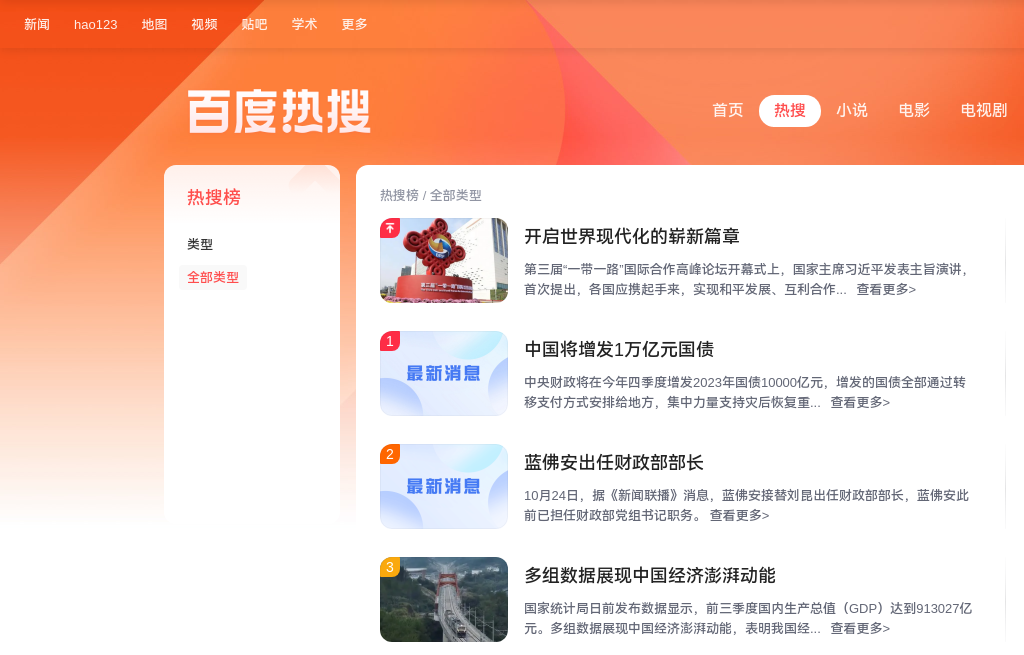 新闻 hao123 地图 视频 贴吧 学术 更多
百度热搜
首页 热搜 小说 电影 电视剧
热搜榜
类型
全部类型
热搜榜 / 全部类型
开启世界现代化的崭新篇章
第三届“一带一路”国际合作高峰论坛开幕式上，国家主席习近平发表主旨演讲，
首次提出，各国应携起手来，实现和平发展、互利合作... 查看更多>
1
最新消息
中国将增发1万亿元国债
中央财政将在今年四季度增发2023年国债10000亿元，增发的国债全部通过转
移支付方式安排给地方，集中力量支持灾后恢复重... 查看更多>
2
最新消息
蓝佛安出任财政部部长
10月24日，据《新闻联播》消息，蓝佛安接替刘昆出任财政部部长，蓝佛安此
前已担任财政部党组书记职务。 查看更多>
3
多组数据展现中国经济澎湃动能
国家统计局日前发布数据显示，前三季度国内生产总值（GDP）达到913027亿
元。多组数据展现中国经济澎湃动能，表明我国经... 查看更多>